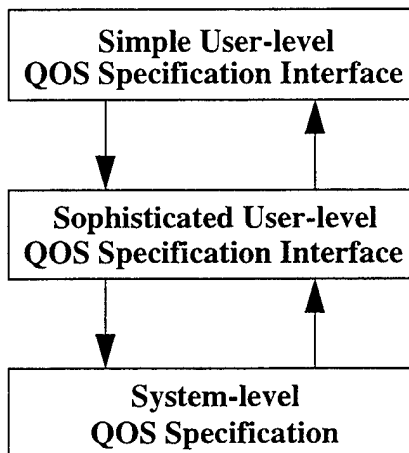 Simple User-level
QOS Specification Interface
Sophisticated User-level
QOS Specification Interface
System-level
QOS Specification